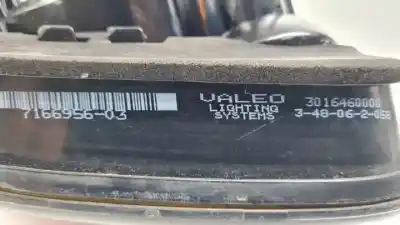 VALEO 3016460000
7166956-03 LIGHTING 3-48-06-2-058
SYSTEMS